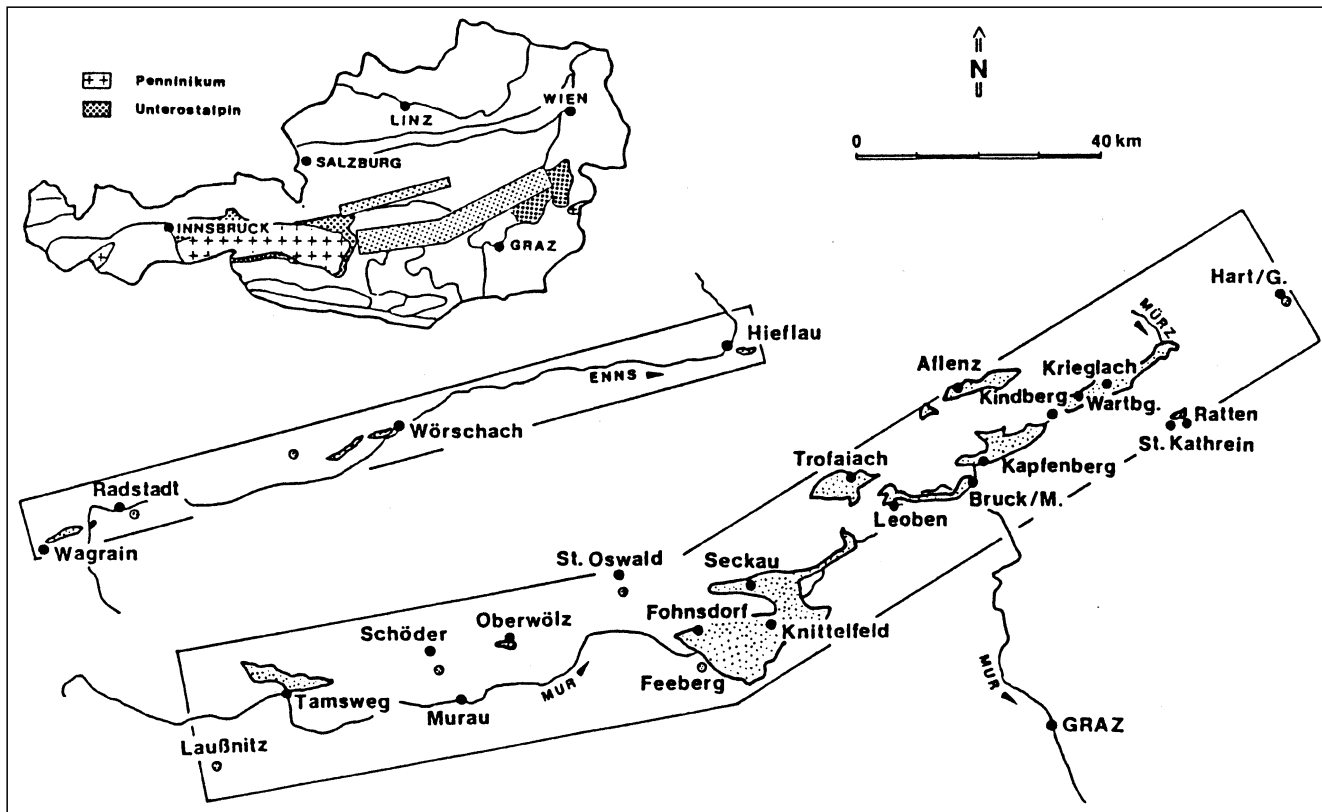 Penninikum
Unterostalpin
WIEN
LINZ
SALZBURG
INNSBRUCK
GRAZ
N
0 40 km
Hart/G.
MÜRZ
Hieflau
ENNS
Aflenz
Krieglach
Kindberg
Wartbg.
Ratten
St. Kathrein
Wörschach
Trofaiach
Kapfenberg
Radstadt
Bruck/M.
Leoben
Wagrain
St. Oswald
Seckau
Oberwölz
Fohnsdorf
Schöder
Knittelfeld
MUR
Feeberg
MUR
Tamsweg
Murau
GRAZ
Laußnitz